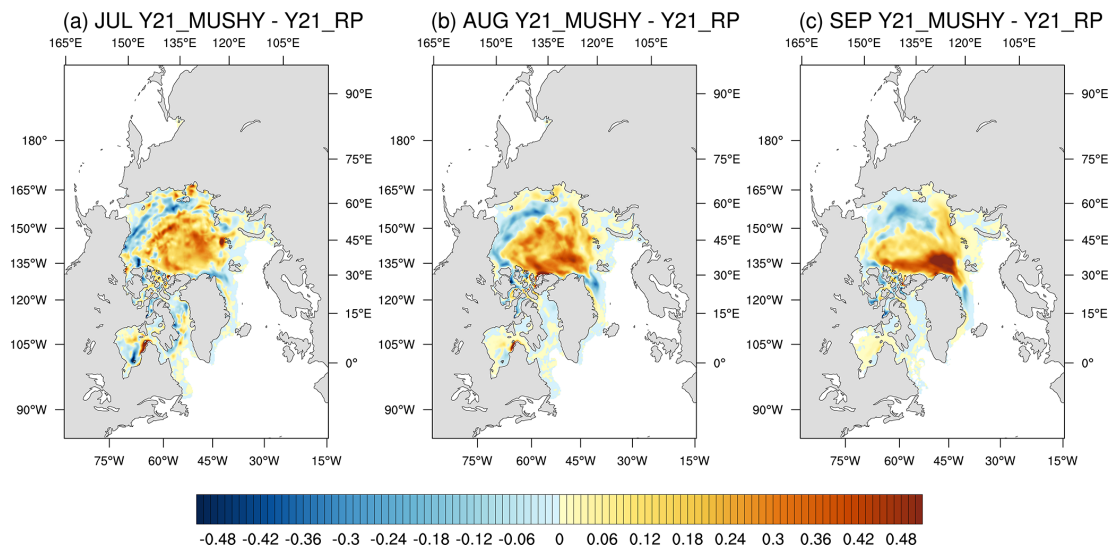 (a) JUL Y21_MUSHY - Y21_RP
(b) AUG Y21_MUSHY - Y21_RP
(c) SEP Y21_MUSHY - Y21_RP
165°E 150°E 135°E 120°E 105°E
165°E 150°E 135°E 120°E 105°E
165°E 150°E 135°E 120°E 105°E
180° 165°W 150°W 135°W 120°W 105°W 90°W
90°E 75°E 60°E 45°E 30°E 15°E 0°
180° 165°W 150°W 135°W 120°W 105°W 90°W
90°E 75°E 60°E 45°E 30°E 15°E 0°
180° 165°W 150°W 135°W 120°W 105°W 90°W
90°E 75°E 60°E 45°E 30°E 15°E 0°
75°W 60°W 45°W 30°W 15°W
75°W 60°W 45°W 30°W 15°W
75°W 60°W 45°W 30°W 15°W
-0.48 -0.42 -0.36 -0.3 -0.24 -0.18 -0.12 -0.06 0 0.06 0.12 0.18 0.24 0.3 0.36 0.42 0.48